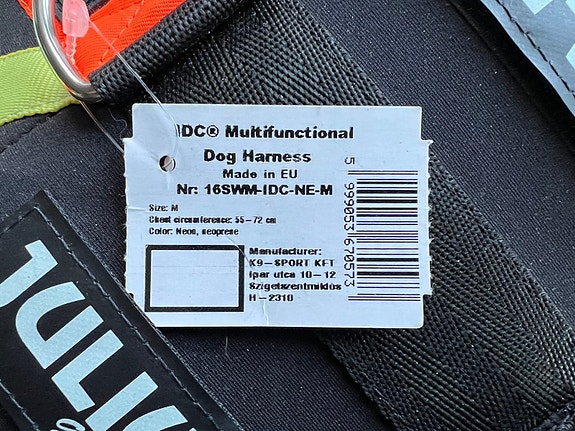 IDC® Multifunctional
Dog Harness
Made in EU
Nr: 16SWM-IDC-NE-M
Size: M
Chest circumference: 55-72 cm
Color: Neon, neoprene
Manufacturer:
K9-SPORT KFT
Ipar utca 10-12
Szigetszentmiklós
H-2310
5 999053 670573